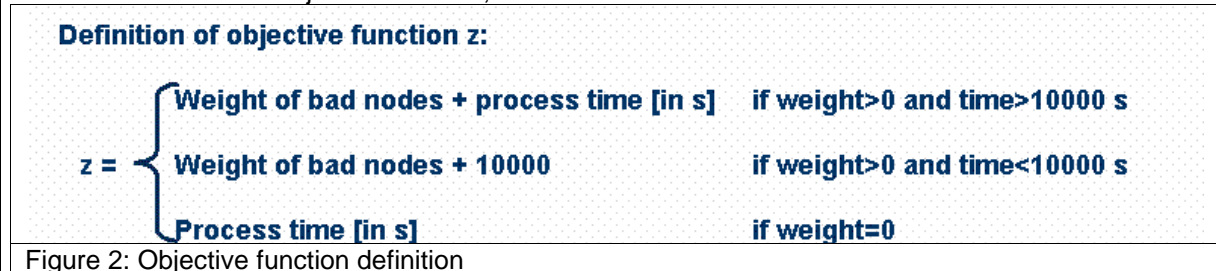 Definition of objective function z:
Weight of bad nodes + process time [in s] if weight>0 and time>10000 s
z = Weight of bad nodes + 10000 if weight>0 and time<10000 s
Process time [in s] if weight=0
Figure 2: Objective function definition